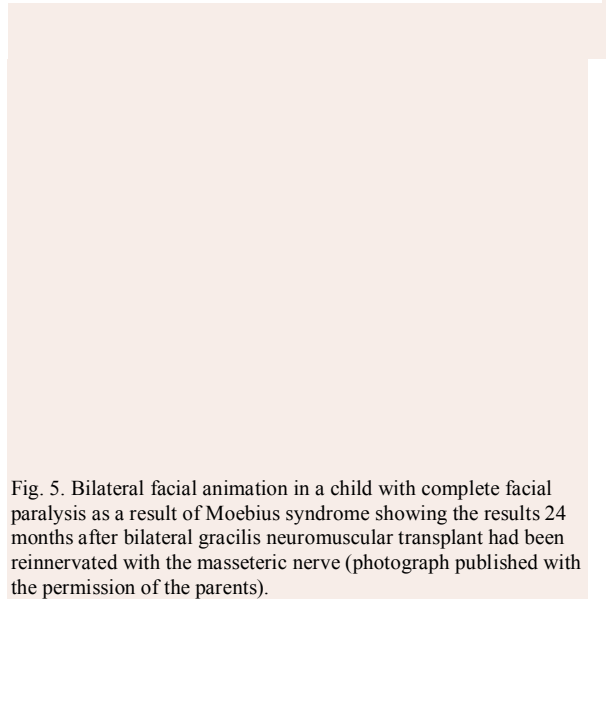 Fig. 5. Bilateral facial animation in a child with complete facial
paralysis as a result of Moebius syndrome showing the results 24
months after bilateral gracilis neuromuscular transplant had been
reinnervated with the masseteric nerve (photograph published with
the permission of the parents).